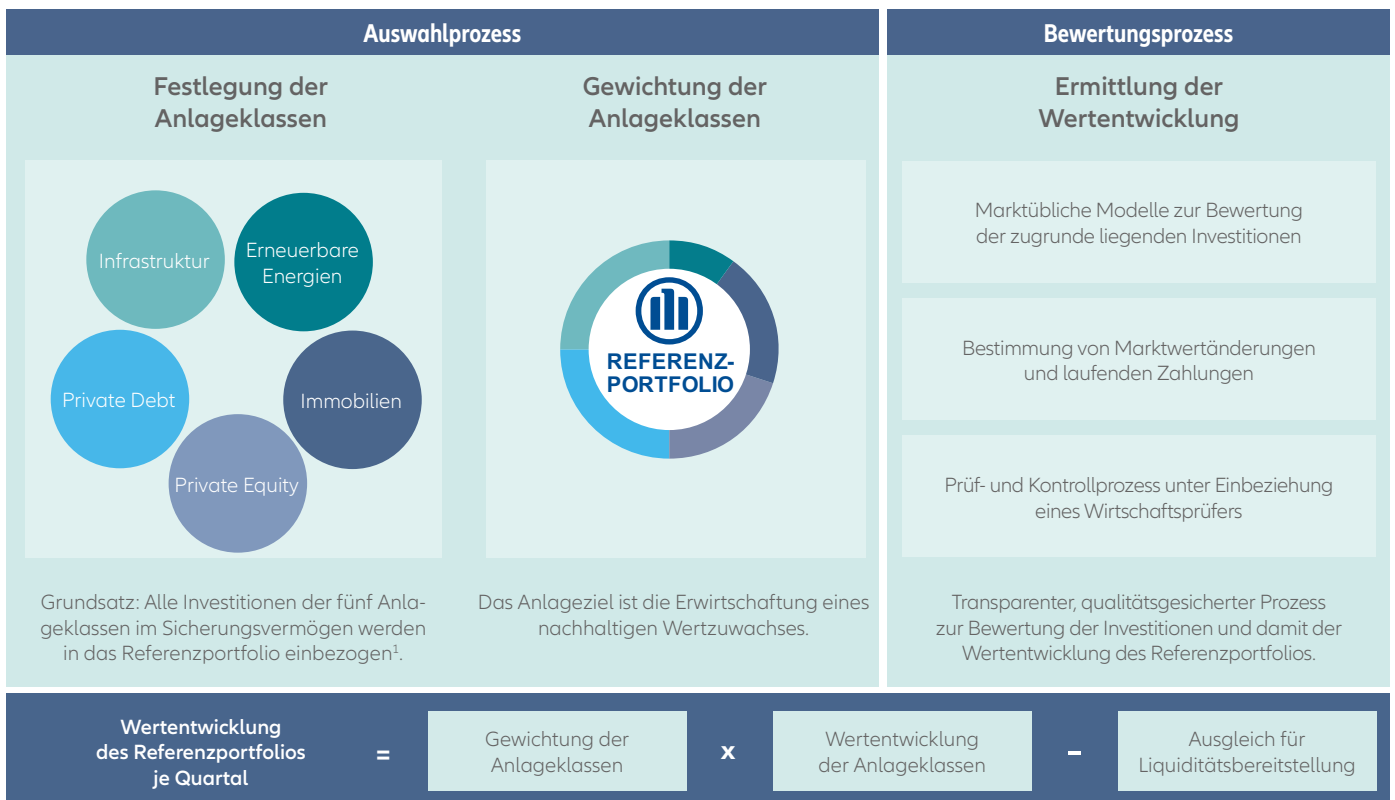 Auswahlprozess
Festlegung der
Anlageklassen
Infrastruktur
Erneuerbare
Energien
Private Debt
Immobilien
Private Equity
Grundsatz: Alle Investitionen der fünf Anla-
geklassen im Sicherungsvermögen werden
in das Referenzportfolio einbezogen¹.
Gewichtung der
Anlageklassen
REFERENZ-
PORTFOLIO
Das Anlageziel ist die Erwirtschaftung eines
nachhaltigen Wertzuwachses.
Bewertungsprozess
Ermittlung der
Wertentwicklung
Marktübliche Modelle zur Bewertung
der zugrunde liegenden Investitionen
Bestimmung von Marktwertänderungen
und laufenden Zahlungen
Prüf- und Kontrollprozess unter Einbeziehung
eines Wirtschaftsprüfers
Transparenter, qualitätsgesicherter Prozess
zur Bewertung der Investitionen und damit der
Wertentwicklung des Referenzportfolios.
Wertentwicklung
des Referenzportfolios
je Quartal
=
Gewichtung der
Anlageklassen
x
Wertentwicklung
der Anlageklassen
–
Ausgleich für
Liquiditätsbereitstellung